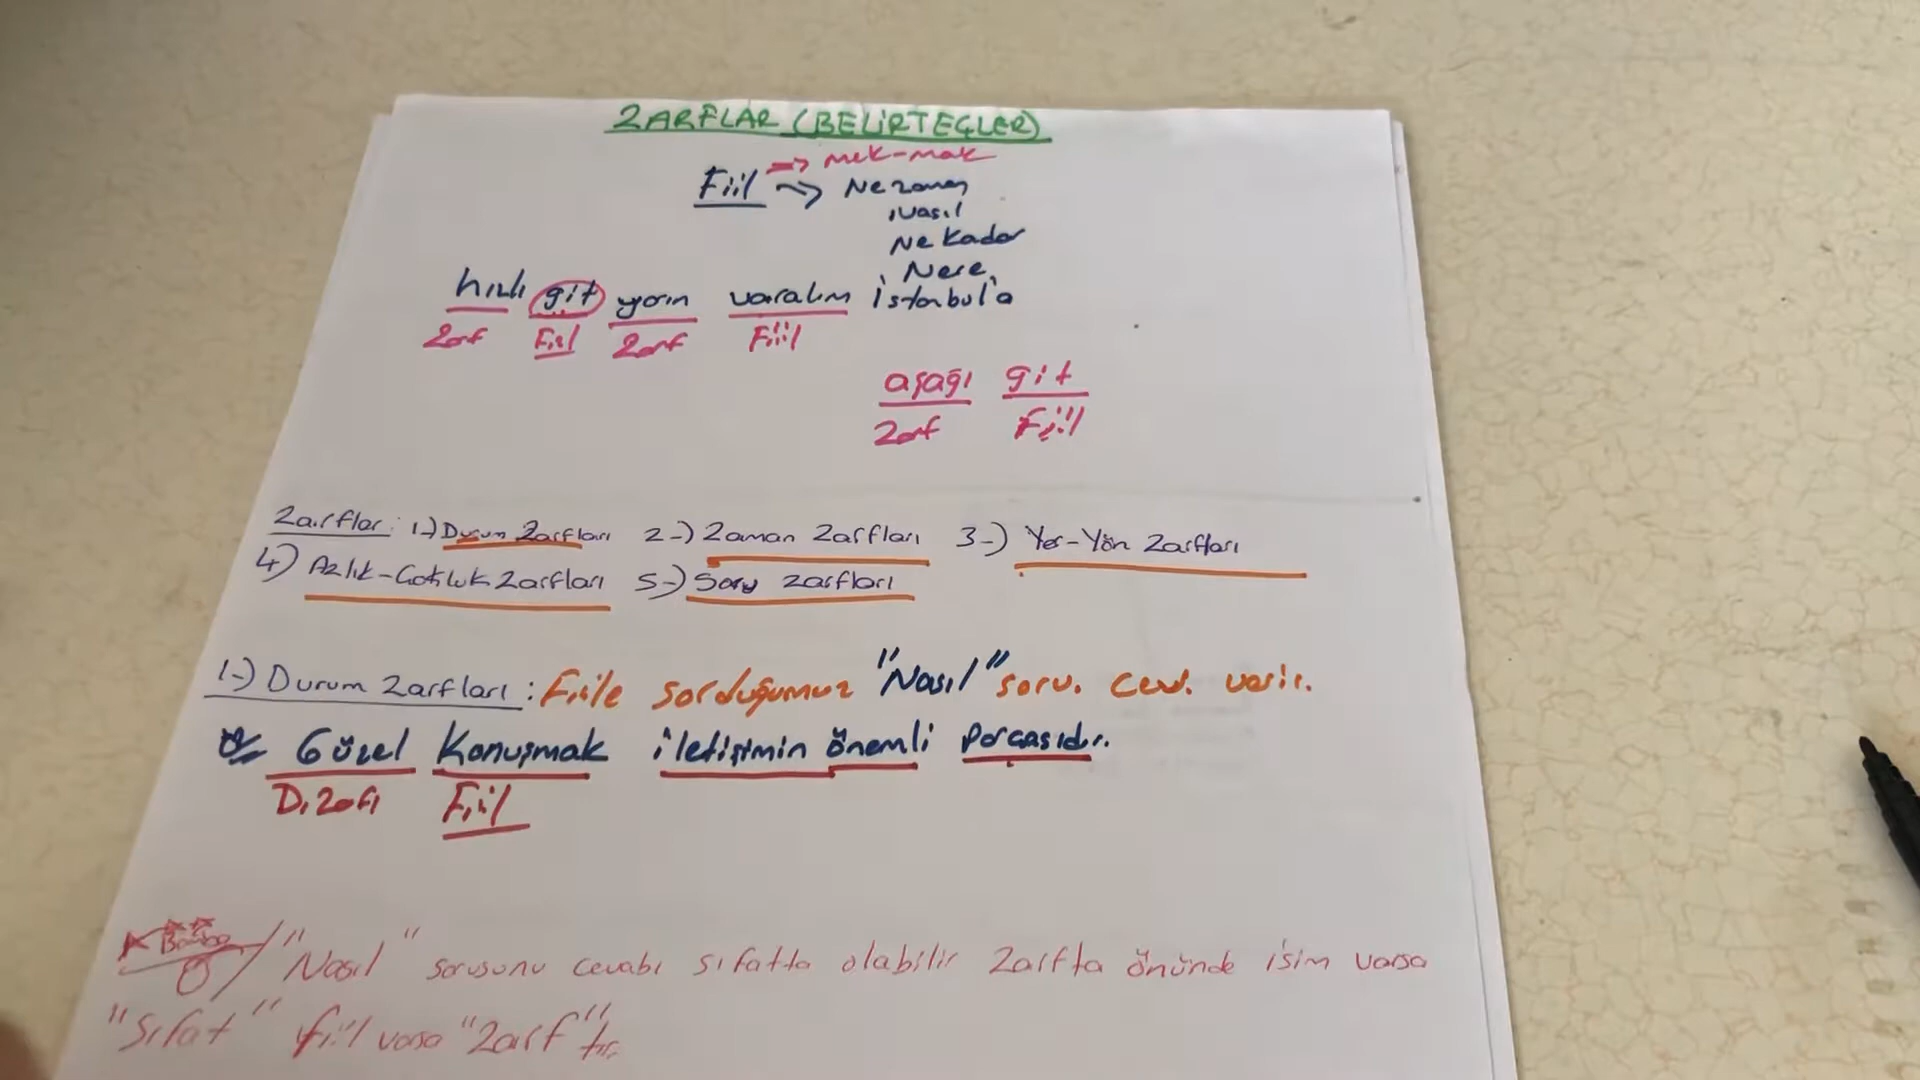 ZARFLAR (BELİRTEÇLER)
Fiil => mek-mak
Ne zaman
Nasıl
Ne Kadar
Nere
hızlı git yarın varalım İstanbul'a
Zarf Fiil Zarf Fiil
aşağı git
Zarf Fiil
Zarflar: 1-) Durum Zarfları 2-) Zaman Zarfları 3-) Yer-Yön Zarfları
4) Azlık-Çokluk Zarfları 5-) Soru zarfları
1-) Durum Zarfları: Fiile sorduğumuz "Nasıl" soru. cev. verir.
Güzel Konuşmak iletişimin önemli Parçasıdır.
D. Zarfı Fiil
"Nasıl" sorusunu cevabı sıfatta olabilir Zarfta önünde isim varsa
"Sıfat" fiil varsa "Zarf"tır